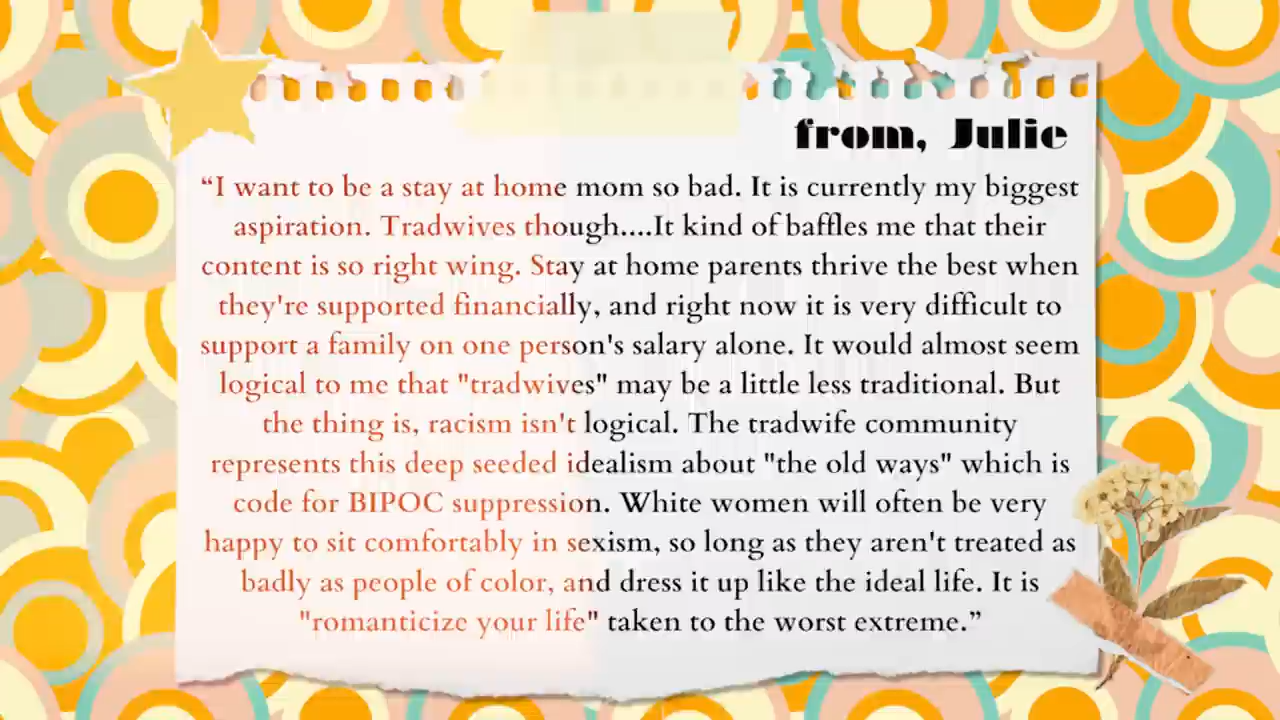 from, Julie
“I want to be a stay at home mom so bad. It is currently my biggest
aspiration. Tradwives though....It kind of baffles me that their
content is so right wing. Stay at home parents thrive the best when
they're supported financially, and right now it is very difficult to
support a family on one person's salary alone. It would almost seem
logical to me that "tradwives" may be a little less traditional. But
the thing is, racism isn't logical. The tradwife community
represents this deep seeded idealism about "the old ways" which is
code for BIPOC suppression. White women will often be very
happy to sit comfortably in sexism, so long as they aren't treated as
badly as people of color, and dress it up like the ideal life. It is
"romanticize your life" taken to the worst extreme.”